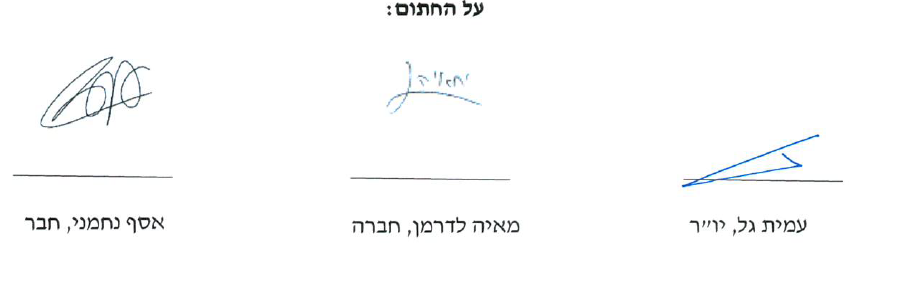 על החתום:
עמית גל, יו"ר מאיה לדרמן, חברה אסף נחמני, חבר